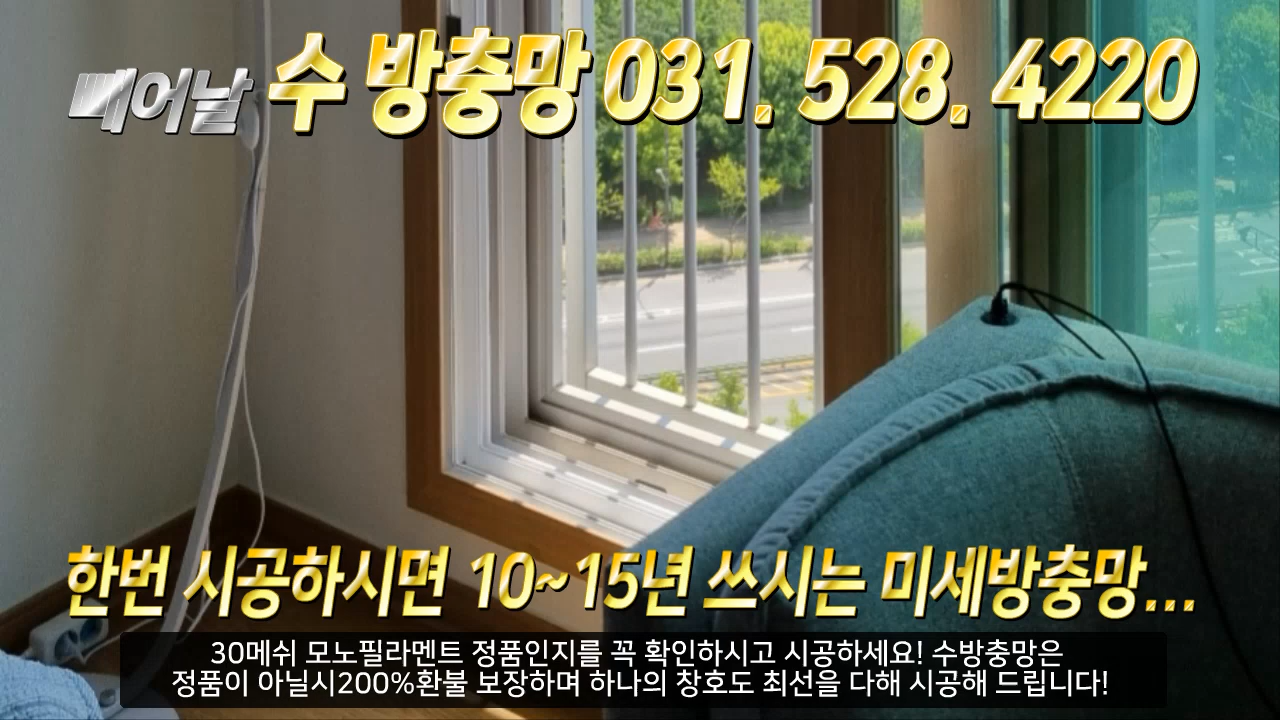 빼어날 수 방충망 031. 528. 4220
한번 시공하시면 10~15년 쓰시는 미세방충망...
30메쉬 모노필라멘트 정품인지를 꼭 확인하시고 시공하세요! 수방충망은
정품이 아닐시200%환불 보장하며 하나의 창호도 최선을 다해 시공해 드립니다!